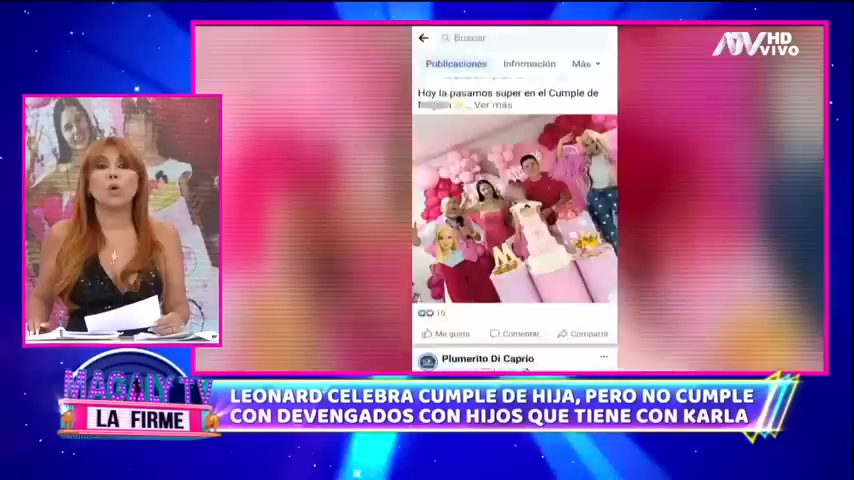 Buscar
ATV HD
VIVO
Publicaciones Información Más
Hoy la pasamos super en el Cumple de
... Ver más
10
Me gusta Comentar Compartir
Plumerito Di Caprio
MAGALY TV
LA FIRME
LEONARD CELEBRA CUMPLE DE HIJA, PERO NO CUMPLE
CON DEVENGADOS CON HIJOS QUE TIENE CON KARLA